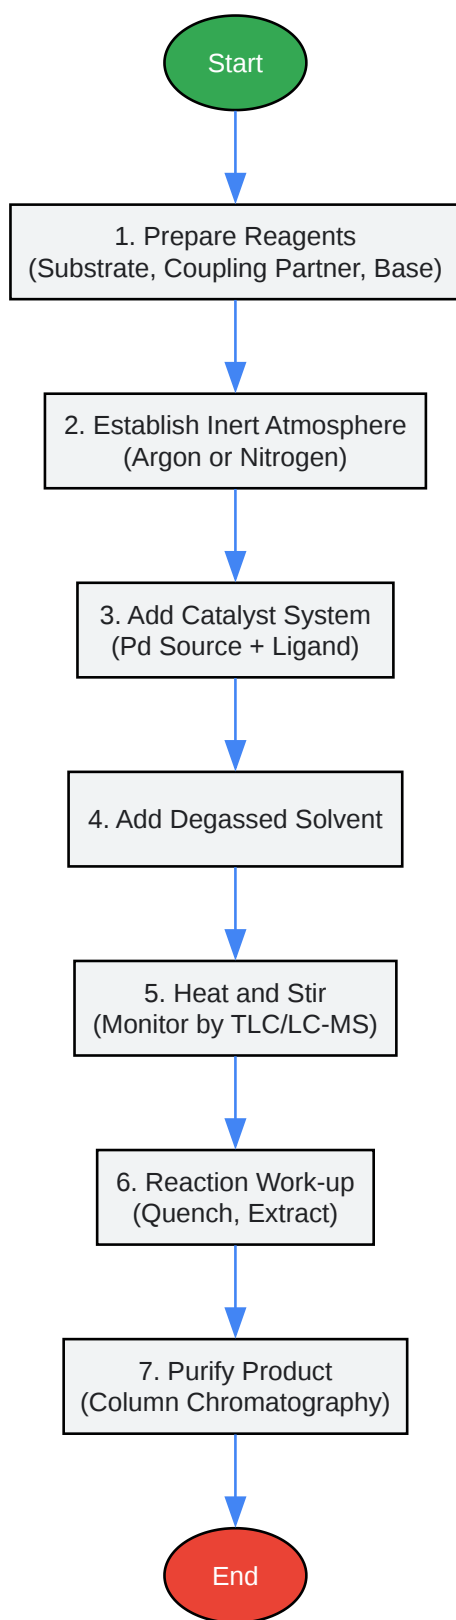 Start
1. Prepare Reagents
(Substrate, Coupling Partner, Base)
2. Establish Inert Atmosphere
(Argon or Nitrogen)
3. Add Catalyst System
(Pd Source + Ligand)
4. Add Degassed Solvent
5. Heat and Stir
(Monitor by TLC/LC-MS)
6. Reaction Work-up
(Quench, Extract)
7. Purify Product
(Column Chromatography)
End